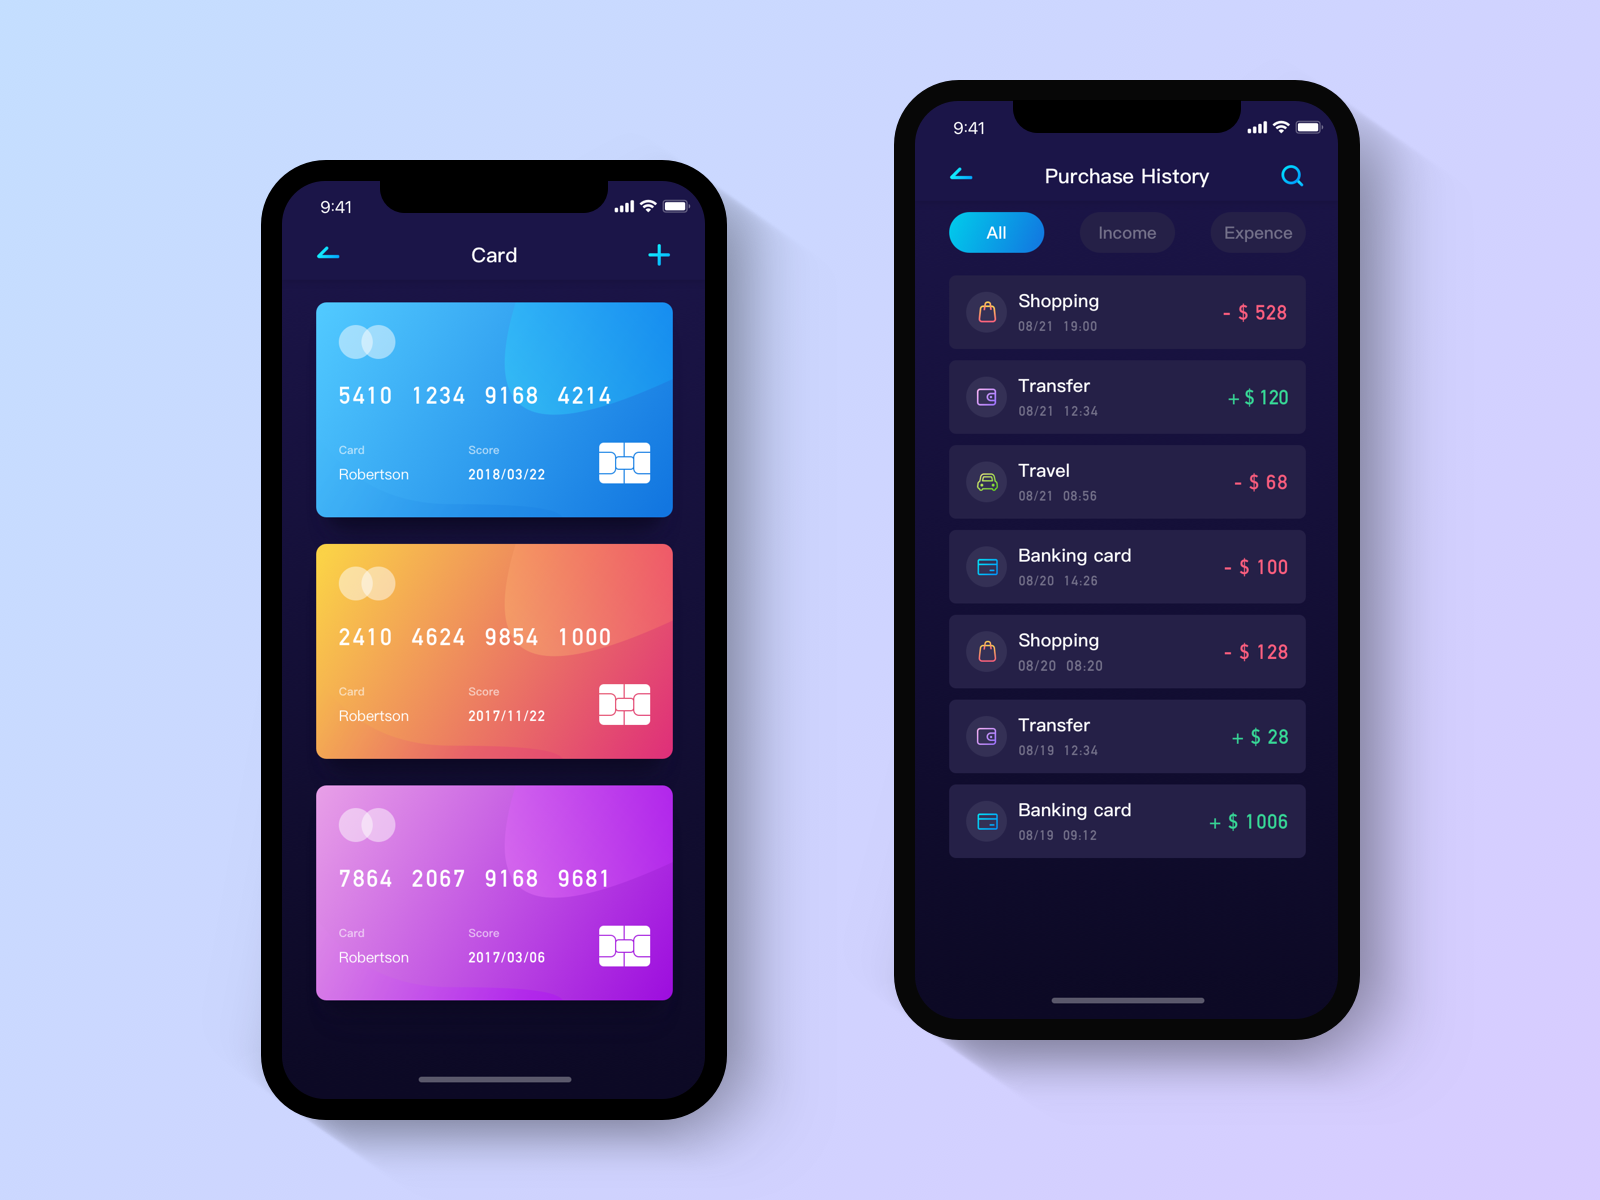 9:41
Card
5410 1234 9168 4214
Card Score
Robertson 2018/03/22
2410 4624 9854 1000
Card Score
Robertson 2017/11/22
7864 2067 9168 9681
Card Score
Robertson 2017/03/06
9:41
Purchase History
All Income Expence
Shopping
08/21 19:00
- $ 528
Transfer
08/21 12:34
+ $ 120
Travel
08/21 08:56
- $ 68
Banking card
08/20 14:26
- $ 100
Shopping
08/20 08:20
- $ 128
Transfer
08/19 12:34
+ $ 28
Banking card
08/19 09:12
+ $ 1006